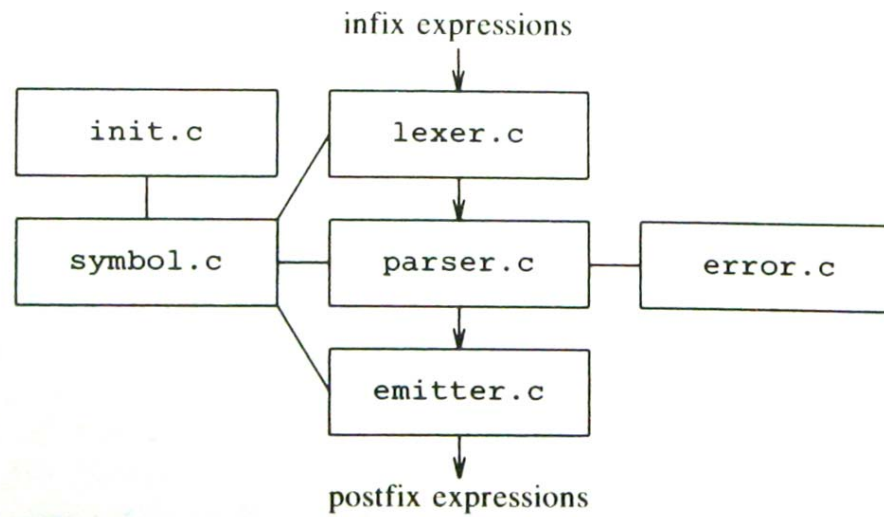 infix expressions
init.c
lexer.c
symbol.c
parser.c
error.c
emitter.c
postfix expressions